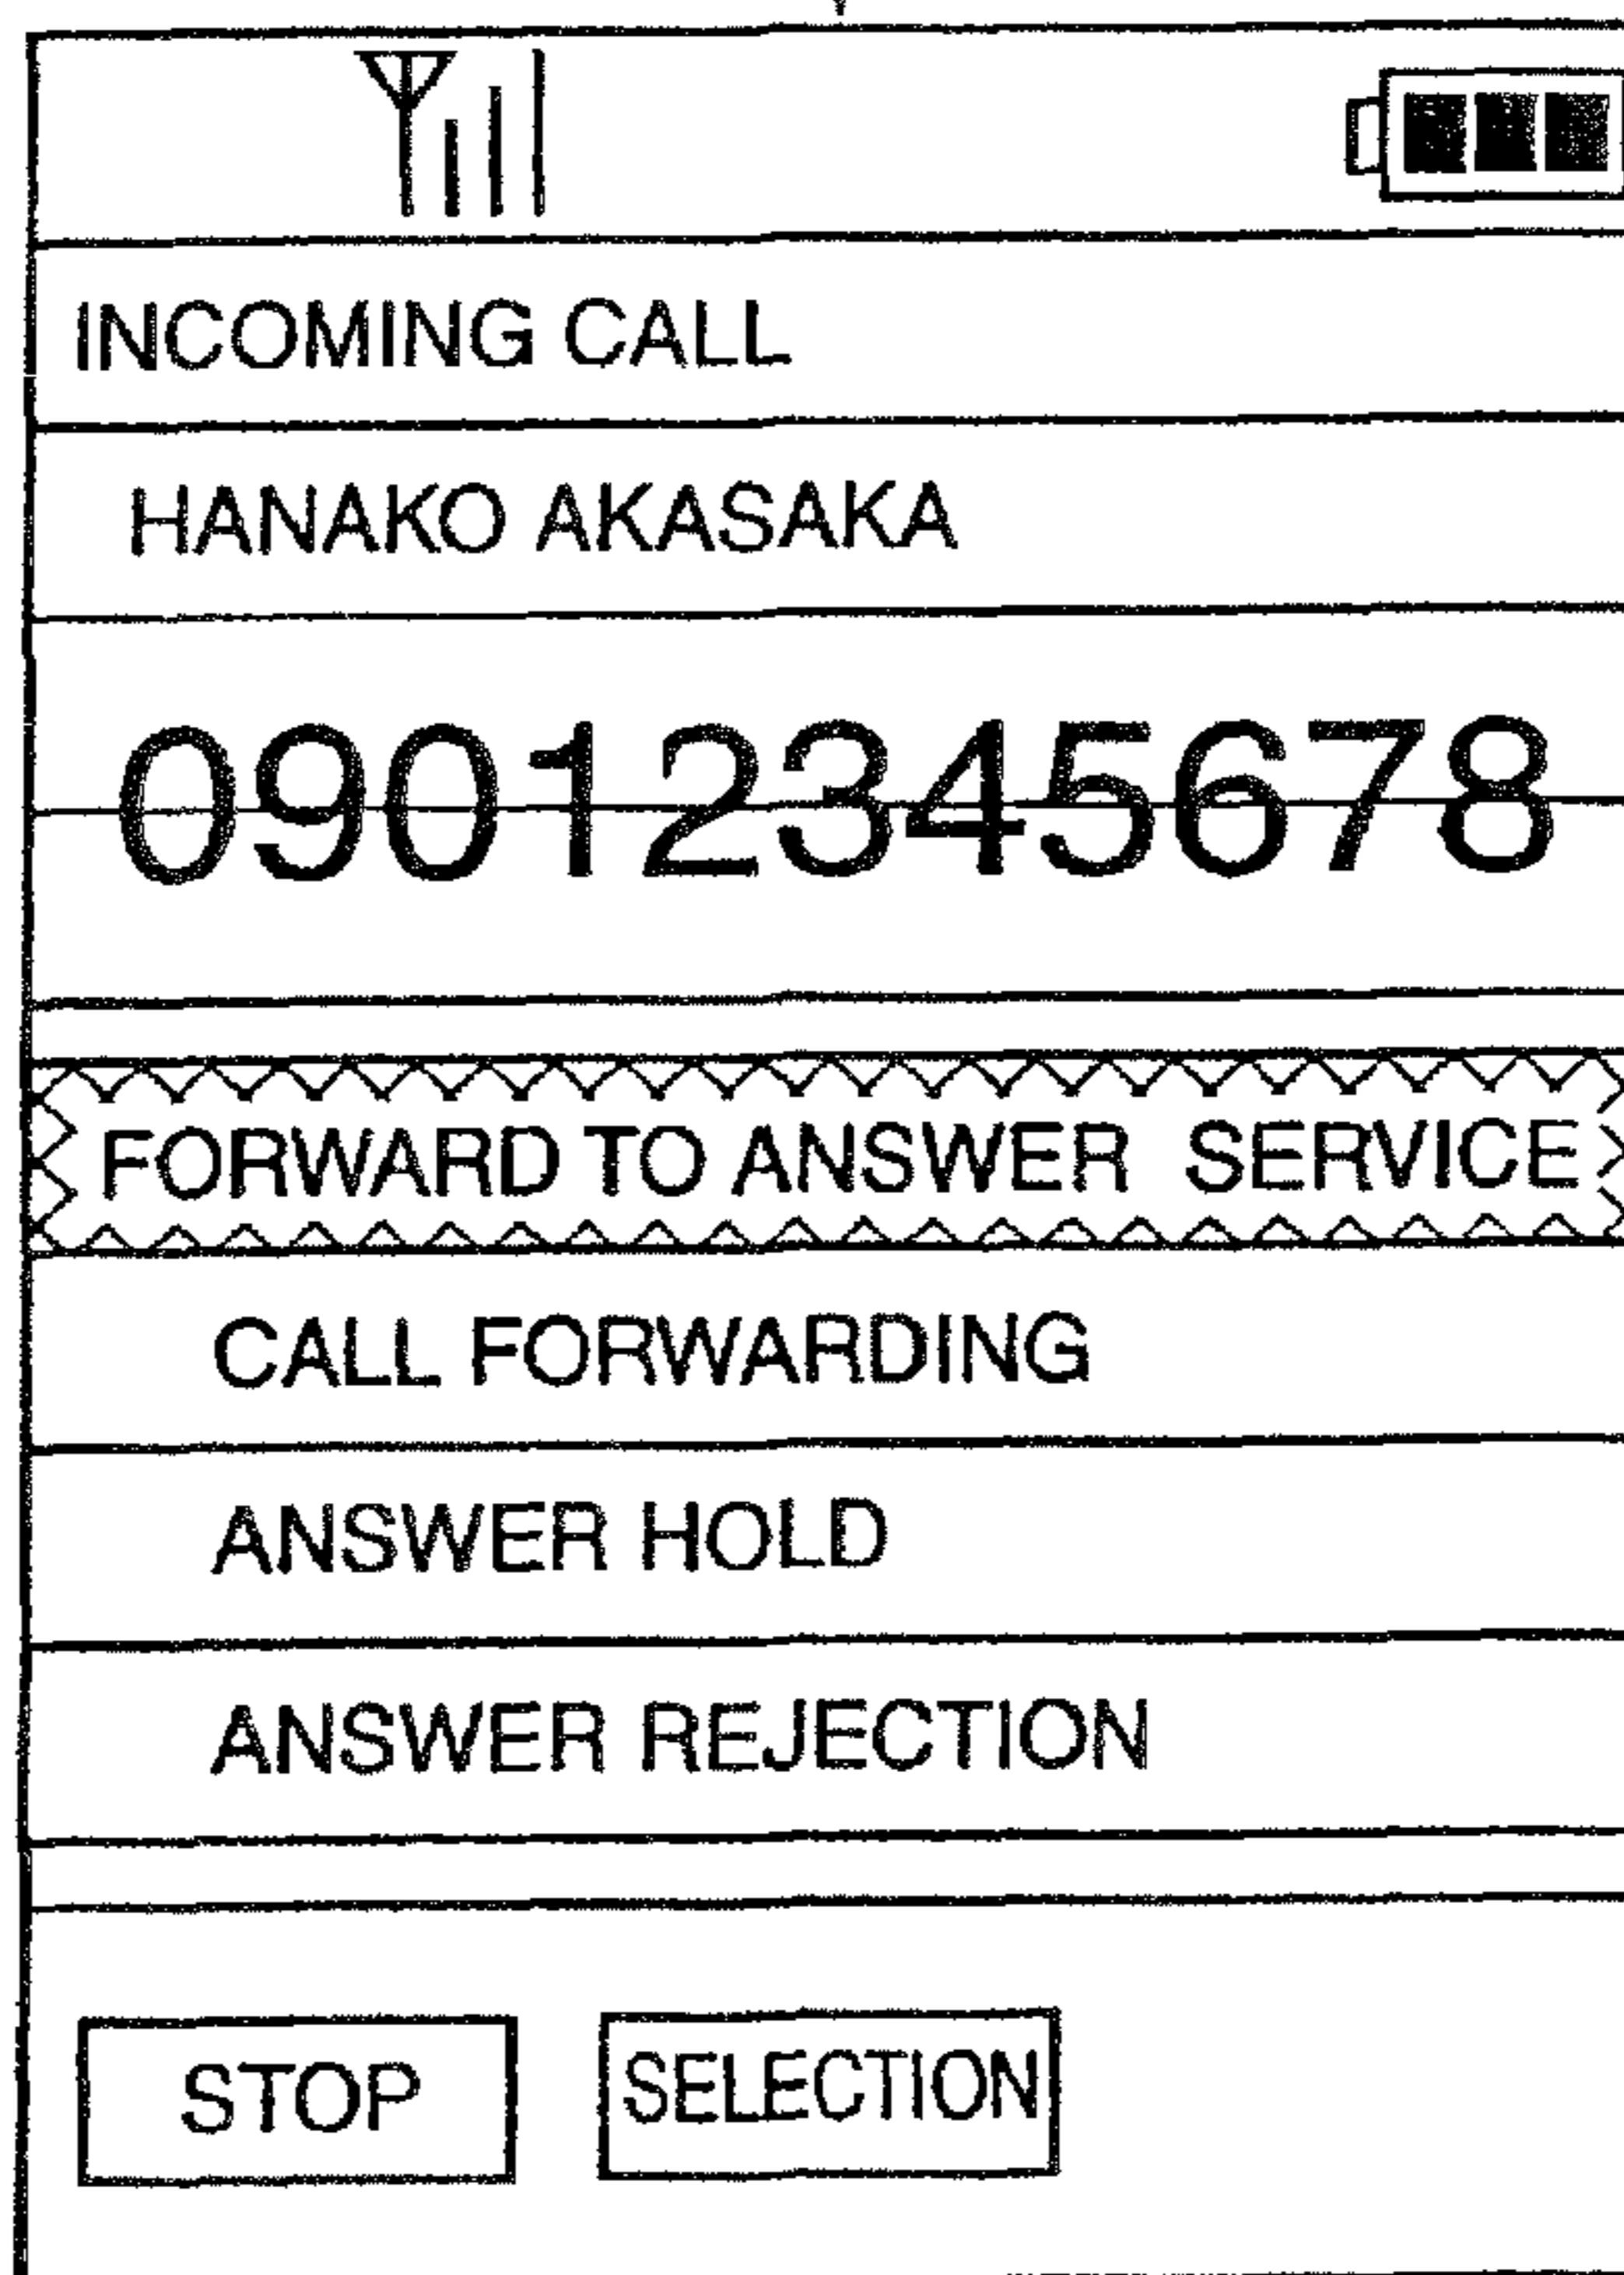 INCOMING CALL
HANAKO AKASAKA
09012345678
FORWARD TO ANSWER SERVICE
CALL FORWARDING
ANSWER HOLD
ANSWER REJECTION
STOP SELECTION